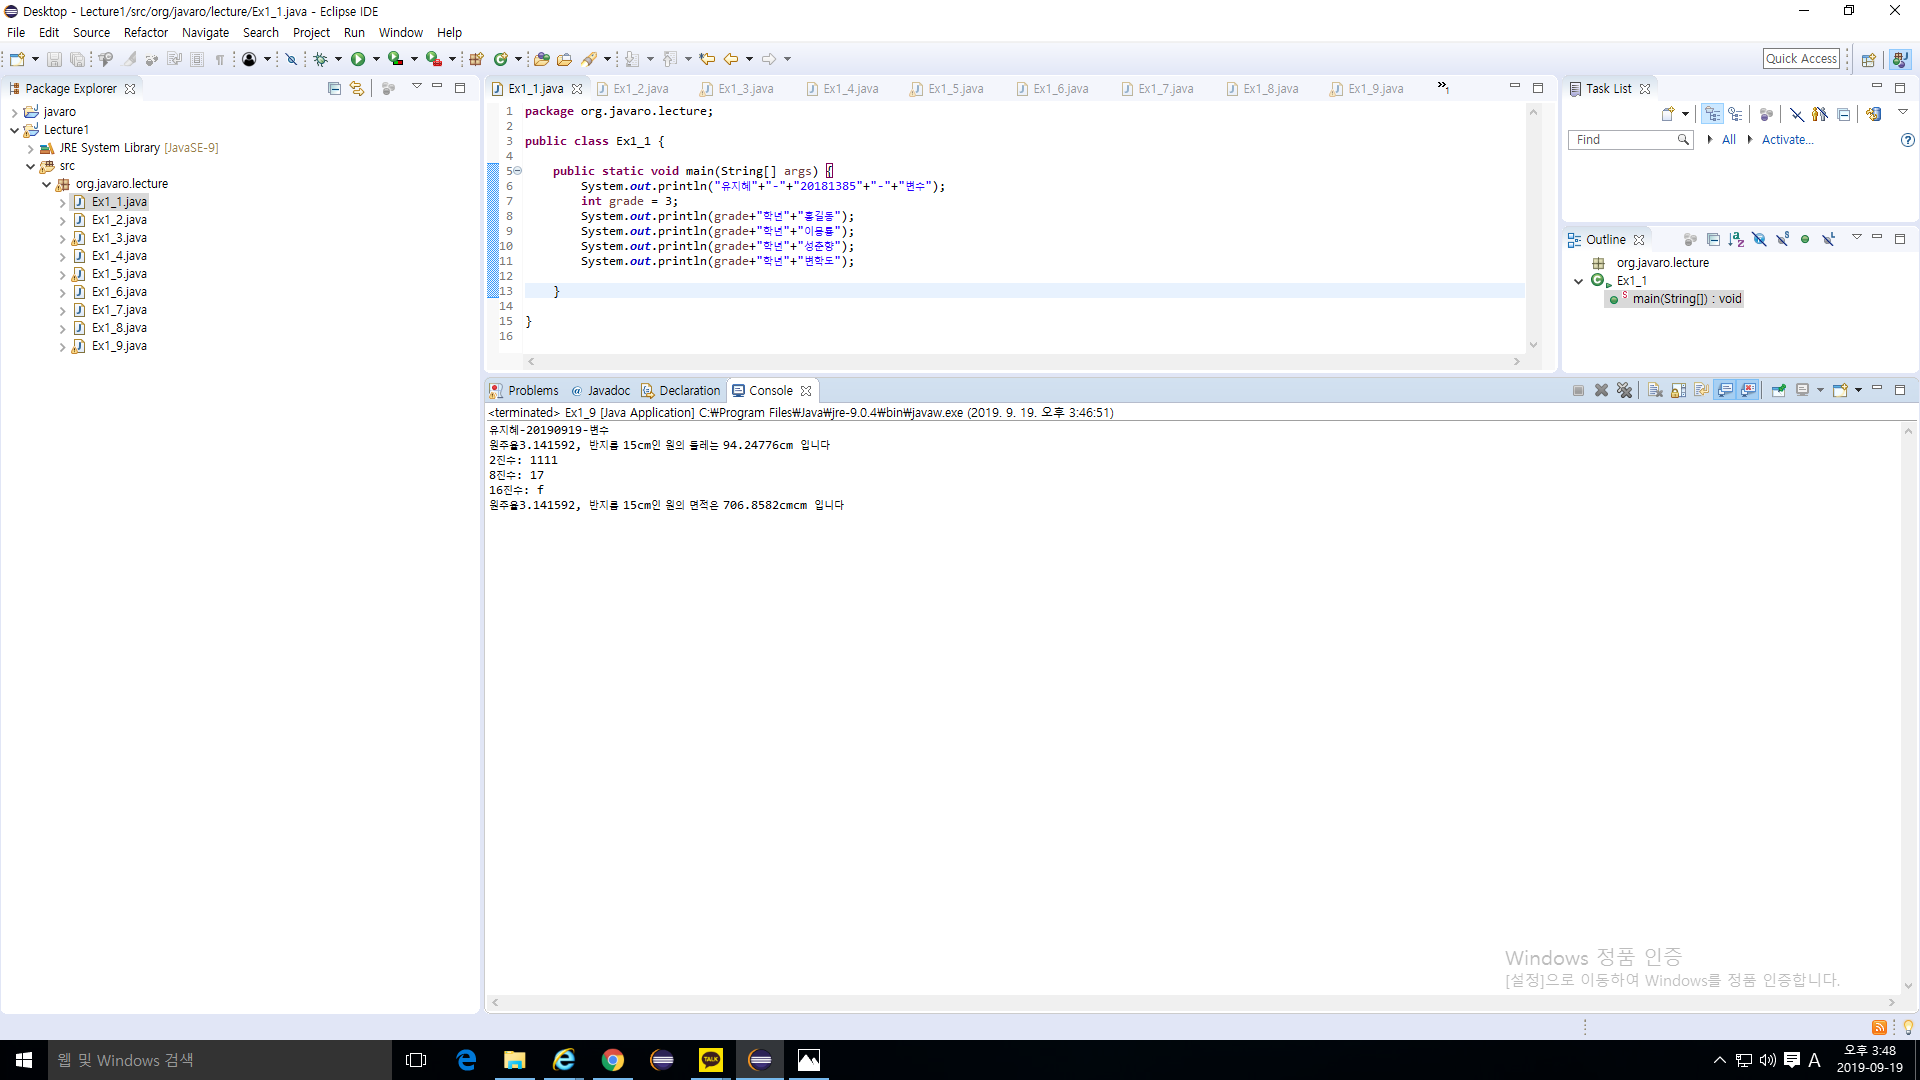 Desktop - Lecture1/src/org/javaro/lecture/Ex1_1.java - Eclipse IDE
File Edit Source Refactor Navigate Search Project Run Window Help
Quick Access
Package Explorer
javaro
Lecture1
JRE System Library [JavaSE-9]
src
org.javaro.lecture
Ex1_1.java
Ex1_2.java
Ex1_3.java
Ex1_4.java
Ex1_5.java
Ex1_6.java
Ex1_7.java
Ex1_8.java
Ex1_9.java
Ex1_1.java Ex1_2.java Ex1_3.java Ex1_4.java Ex1_5.java Ex1_6.java Ex1_7.java Ex1_8.java Ex1_9.java »1
1 package org.javaro.lecture;
2
3 public class Ex1_1 {
4
5 public static void main(String[] args) {
6 System.out.println("유지혜"+"-"+"20181385"+"-"+"변수");
7 int grade = 3;
8 System.out.println(grade+"학년"+"홍길동");
9 System.out.println(grade+"학년"+"이몽룡");
10 System.out.println(grade+"학년"+"성춘향");
11 System.out.println(grade+"학년"+"변학도");
12
13 }
14
15 }
16
Task List
Find All Activate...
Outline
org.javaro.lecture
Ex1_1
main(String[]) : void
Problems Javadoc Declaration Console
<terminated> Ex1_9 [Java Application] C:₩Program Files₩Java₩jre-9.0.4₩bin₩javaw.exe (2019. 9. 19. 오후 3:46:51)
유지혜-20190919-변수
원주율3.141592, 반지름 15cm인 원의 둘레는 94.24776cm 입니다
2진수: 1111
8진수: 17
16진수: f
원주율3.141592, 반지름 15cm인 원의 면적은 706.8582cmcm 입니다
Windows 정품 인증
[설정]으로 이동하여 Windows를 정품 인증합니다.
웹 및 Windows 검색
TALK
A
오후 3:48
2019-09-19